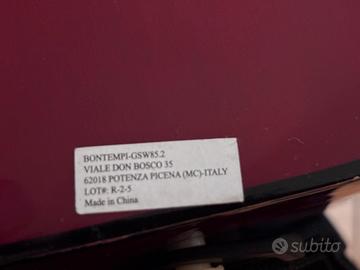 BONTEMPI-GSW85.2
VIALE DON BOSCO 35
62018 POTENZA PICENA (MC)-ITALY
LOT#: R-2-5
Made in China
subito